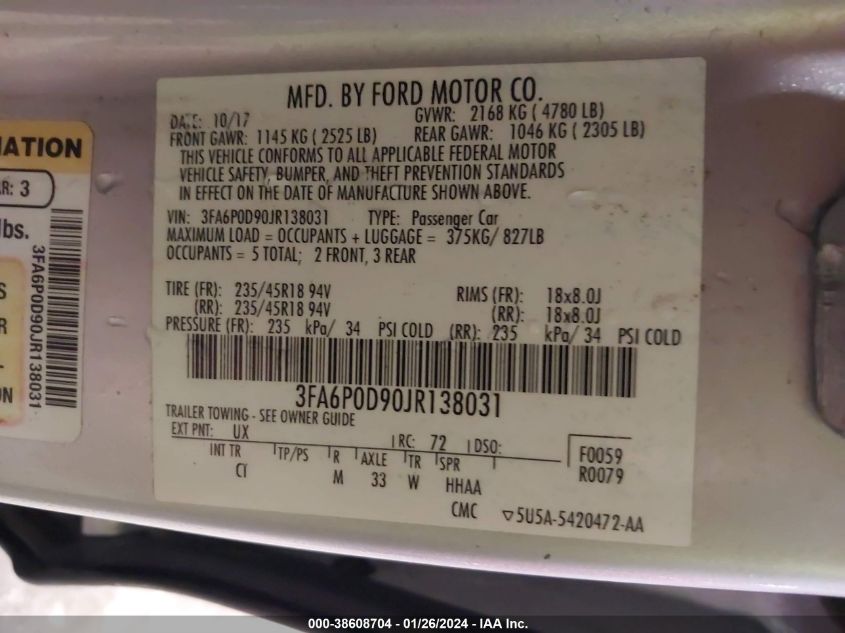 MFD. BY FORD MOTOR CO.
DATE: 10/17 GVWR: 2168 KG ( 4780 LB)
FRONT GAWR: 1145 KG ( 2525 LB) REAR GAWR: 1046 KG ( 2305 LB)
THIS VEHICLE CONFORMS TO ALL APPLICABLE FEDERAL MOTOR
VEHICLE SAFETY, BUMPER, AND THEFT PREVENTION STANDARDS
IN EFFECT ON THE DATE OF MANUFACTURE SHOWN ABOVE.
VIN: 3FA6P0D90JR138031 TYPE: Passenger Car
MAXIMUM LOAD = OCCUPANTS + LUGGAGE = 375KG/ 827LB
OCCUPANTS = 5 TOTAL; 2 FRONT, 3 REAR
TIRE (FR): 235/45R18 94V RIMS (FR): 18x8.0J
(RR): 235/45R18 94V (RR): 18x8.0J
PRESSURE (FR): 235 kPa/ 34 PSI COLD (RR): 235 kPa/ 34 PSI COLD
3FA6P0D90JR138031
TRAILER TOWING - SEE OWNER GUIDE
EXT PNT: UX RC: 72 DSO:
INT TR TP/PS R AXLE TR SPR
CY M 33 W HHAA
F0059
R0079
CMC ▽5U5A-5420472-AA
MATION
AR: 3
lbs.
3FA6P0D90JR138031
S
R
L-
ON
000-38608704 - 01/26/2024 - IAA Inc.